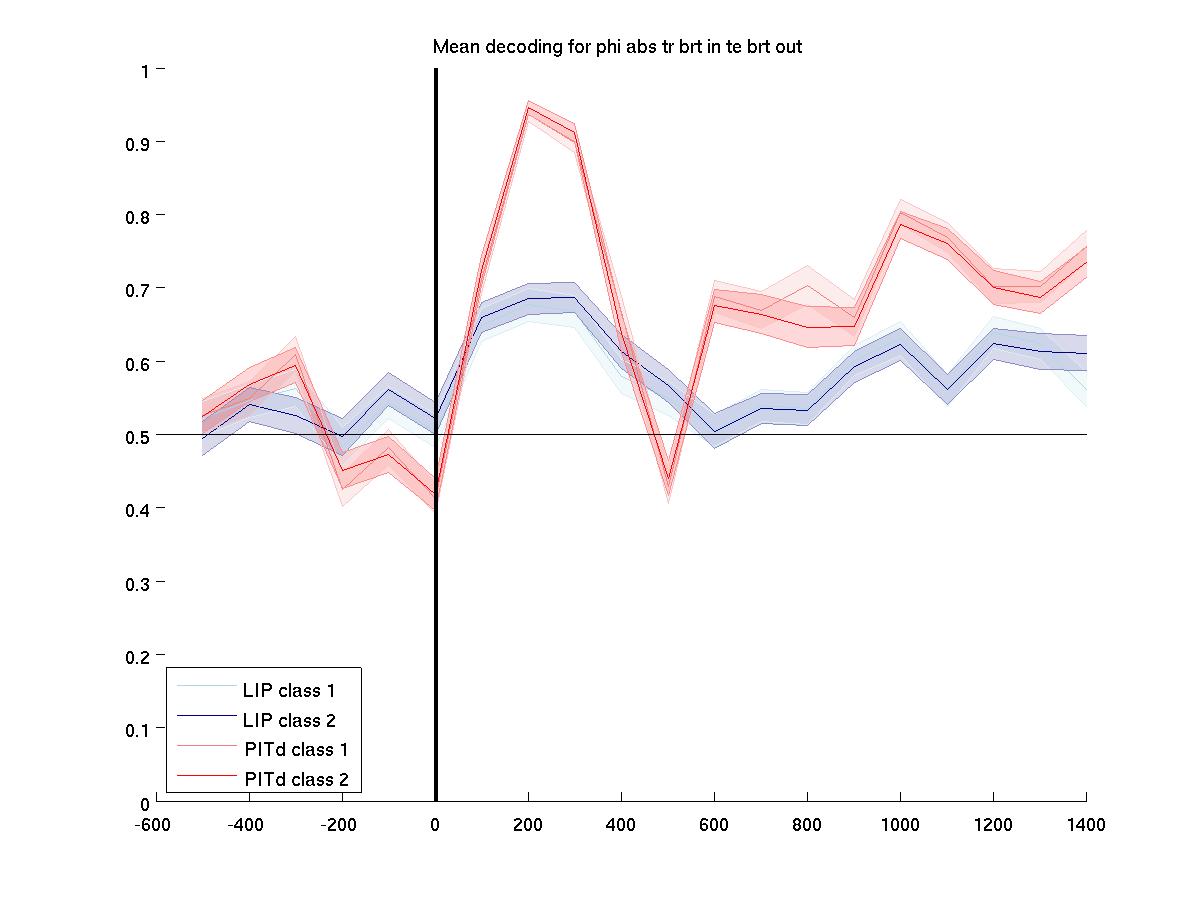 Mean decoding for phi abs tr brt in te brt out
1
0.9
0.8
0.7
0.6
0.5
0.4
0.3
0.2
0.1
0
LIP class 1
LIP class 2
PITd class 1
PITd class 2
-600 -400 -200 0 200 400 600 800 1000 1200 1400